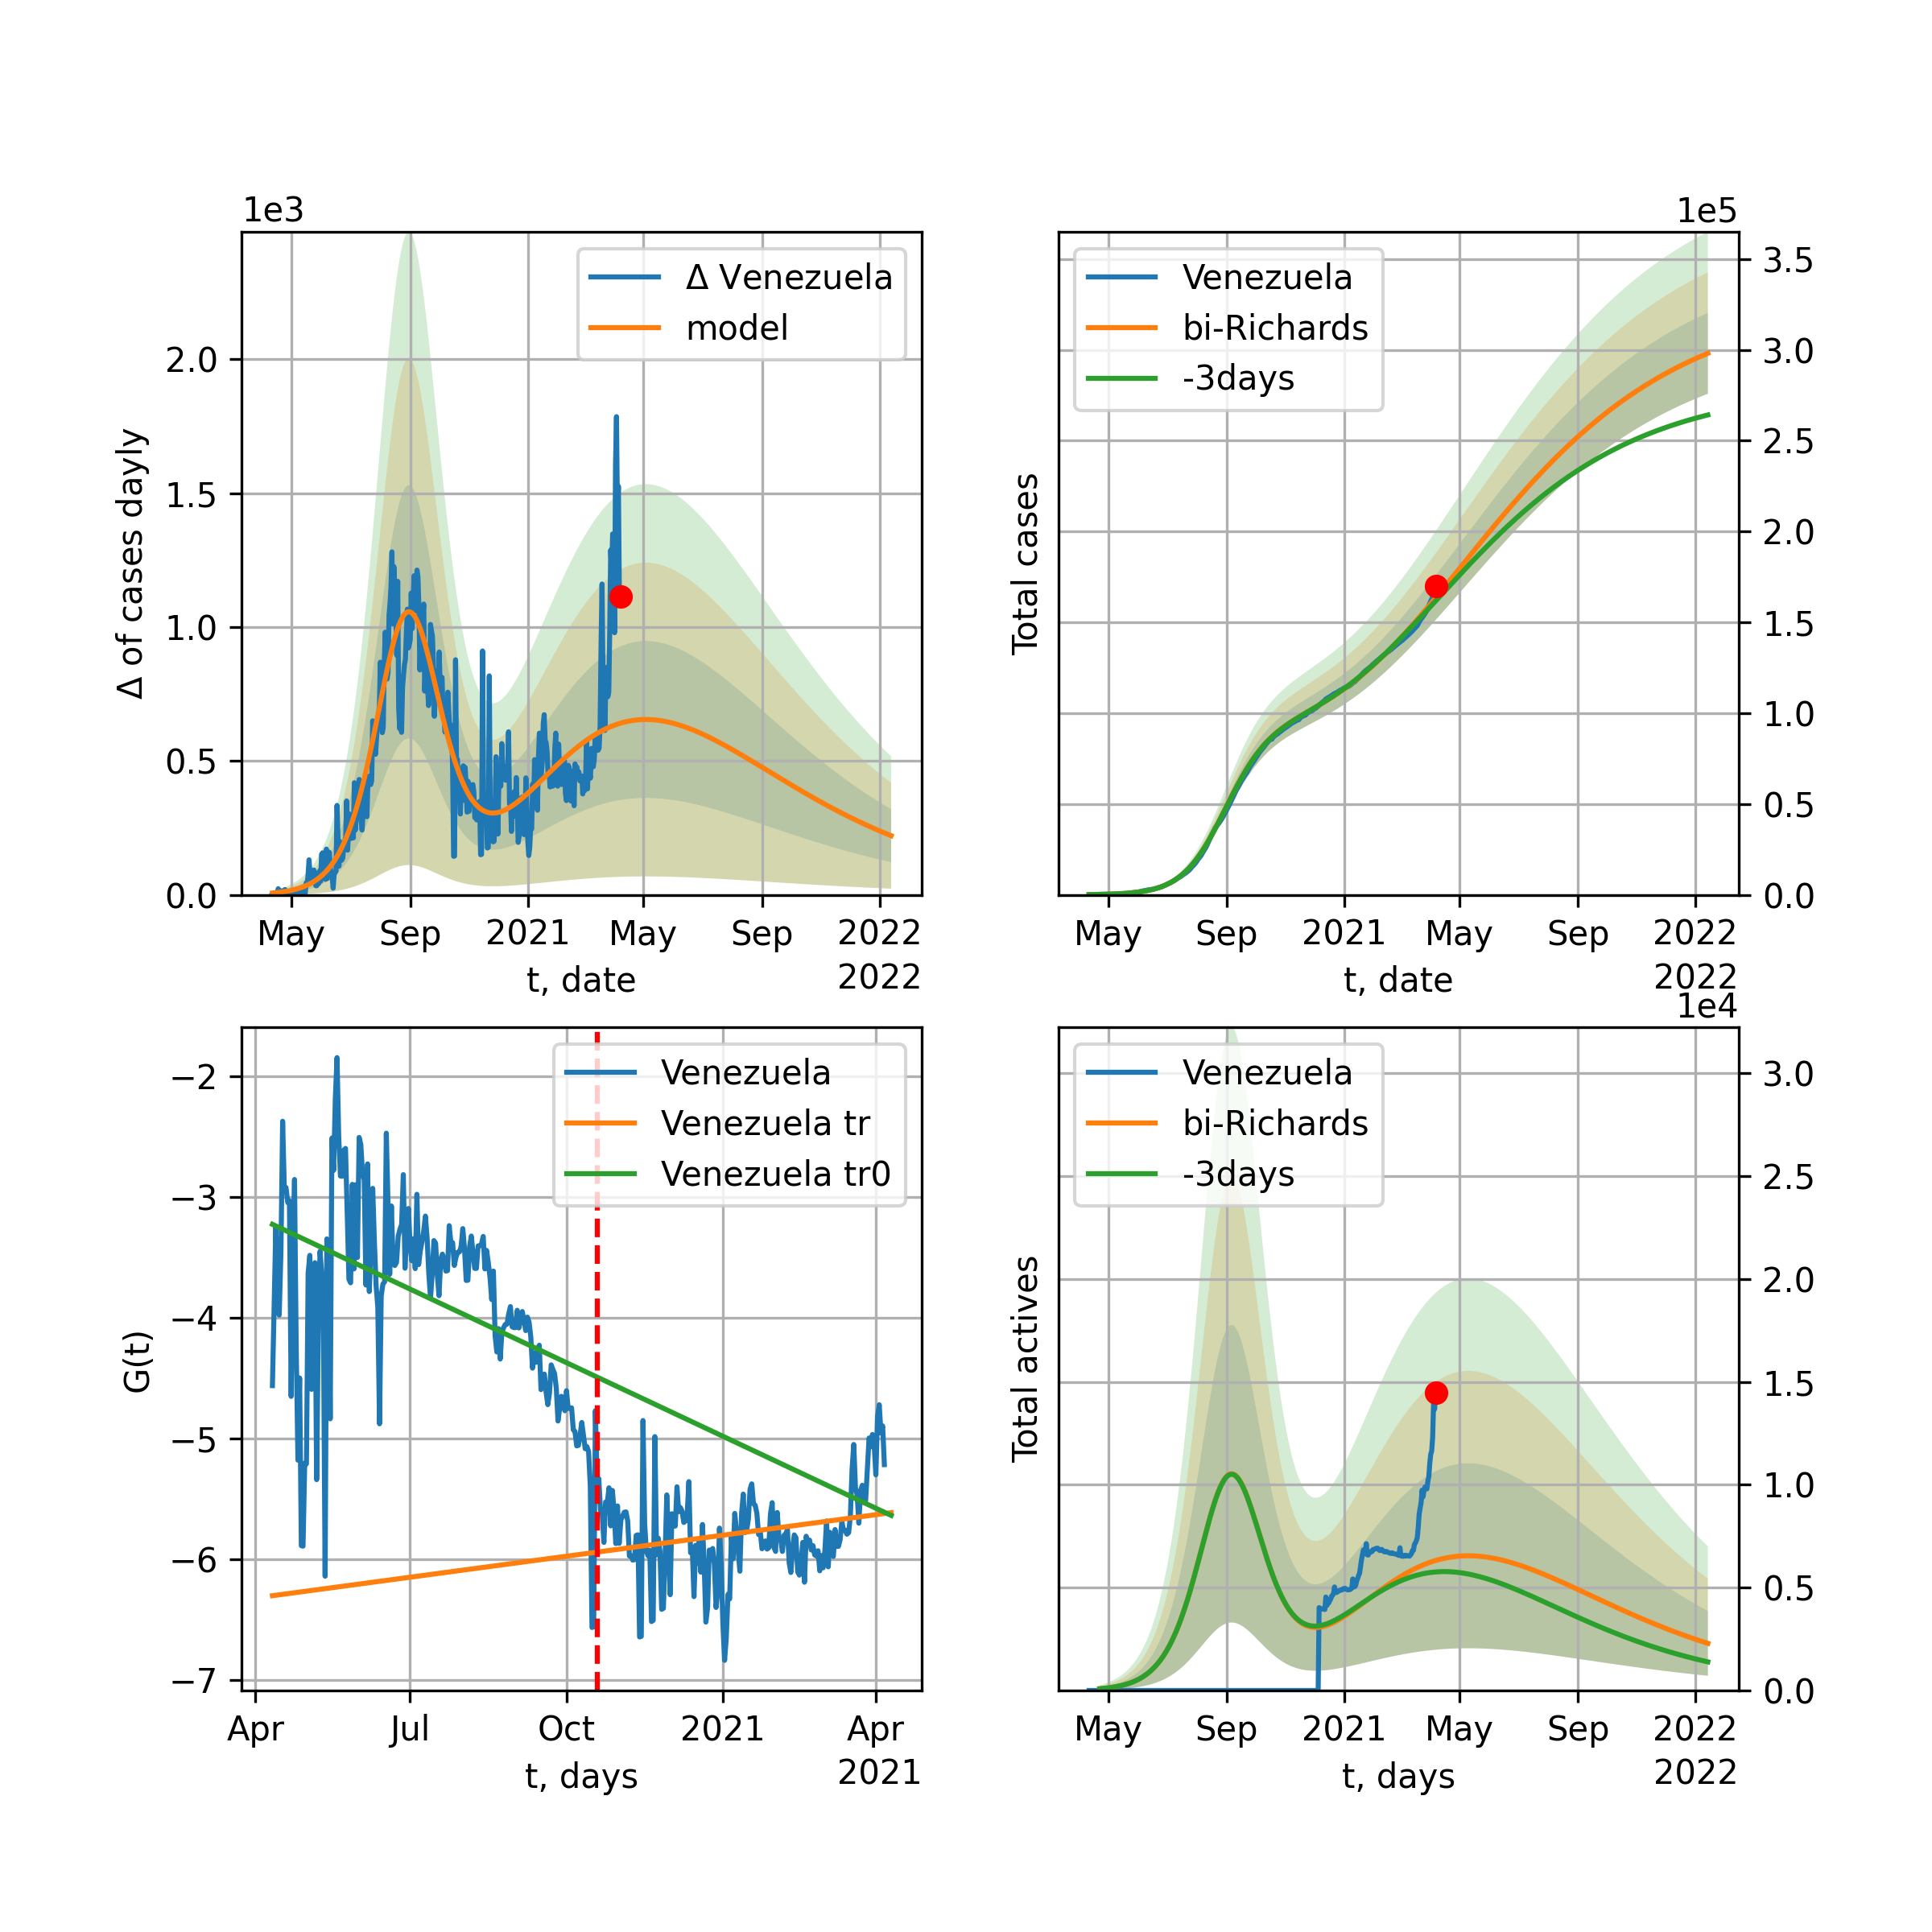 1e3
Δ of cases dayly
2.0
1.5
1.0
0.5
0.0
Δ Venezuela
model
May Sep 2021 May Sep 2022
t, date 2022
1e5
Total cases
Venezuela
bi-Richards
-3days
3.5
3.0
2.5
2.0
1.5
1.0
0.5
0.0
May Sep 2021 May Sep 2022
t, date 2022
G(t)
−2
−3
−4
−5
−6
−7
Venezuela
Venezuela tr
Venezuela tr0
Apr Jul Oct 2021 Apr
t, days 2021
1e4
Total actives
Venezuela
bi-Richards
-3days
3.0
2.5
2.0
1.5
1.0
0.5
0.0
May Sep 2021 May Sep 2022
t, days 2022